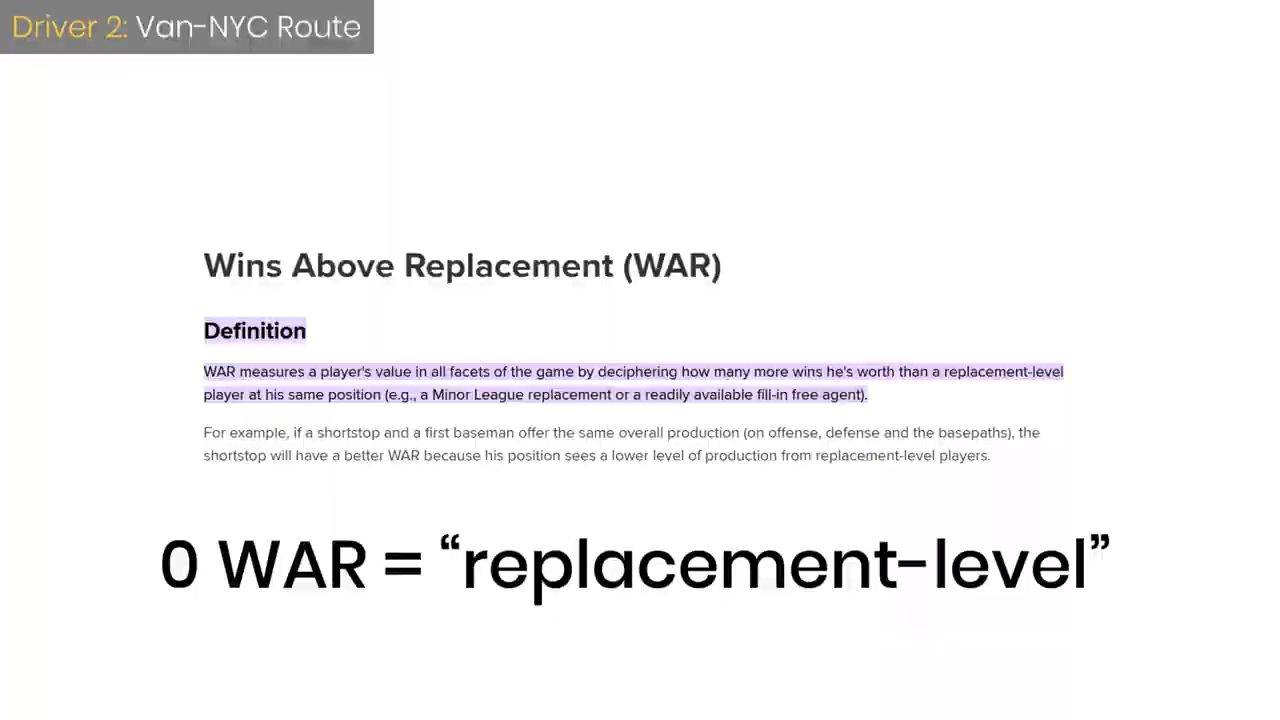 Driver 2: Van-NYC Route
Wins Above Replacement (WAR)
Definition
WAR measures a player's value in all facets of the game by deciphering how many more wins he's worth than a replacement-level
player at his same position (e.g., a Minor League replacement or a readily available fill-in free agent).
For example, if a shortstop and a first baseman offer the same overall production (on offense, defense and the basepaths), the
shortstop will have a better WAR because his position sees a lower level of production from replacement-level players.
0 WAR = “replacement-level”